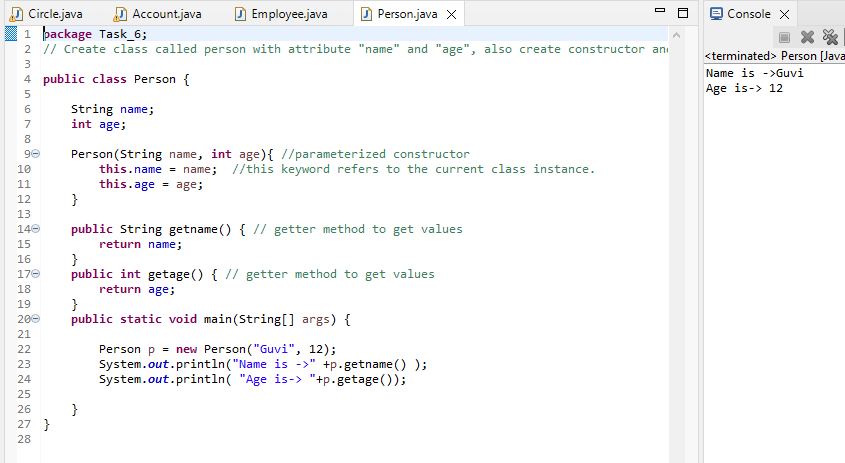 Circle.java Account.java Employee.java Person.java
1 package Task_6;
2 // Create class called person with attribute "name" and "age", also create constructor
3
4 public class Person {
5
6 String name;
7 int age;
8
9 Person(String name, int age){ //parameterized constructor
10 this.name = name; //this keyword refers to the current class instance.
11 this.age = age;
12 }
13
14 public String getname() { // getter method to get values
15 return name;
16 }
17 public int getage() { // getter method to get values
18 return age;
19 }
20 public static void main(String[] args) {
21
22 Person p = new Person("Guvi", 12);
23 System.out.println("Name is ->" +p.getname() );
24 System.out.println( "Age is-> "+p.getage());
25
26 }
27 }
28
Console
<terminated> Person [Java
Name is ->Guvi
Age is-> 12